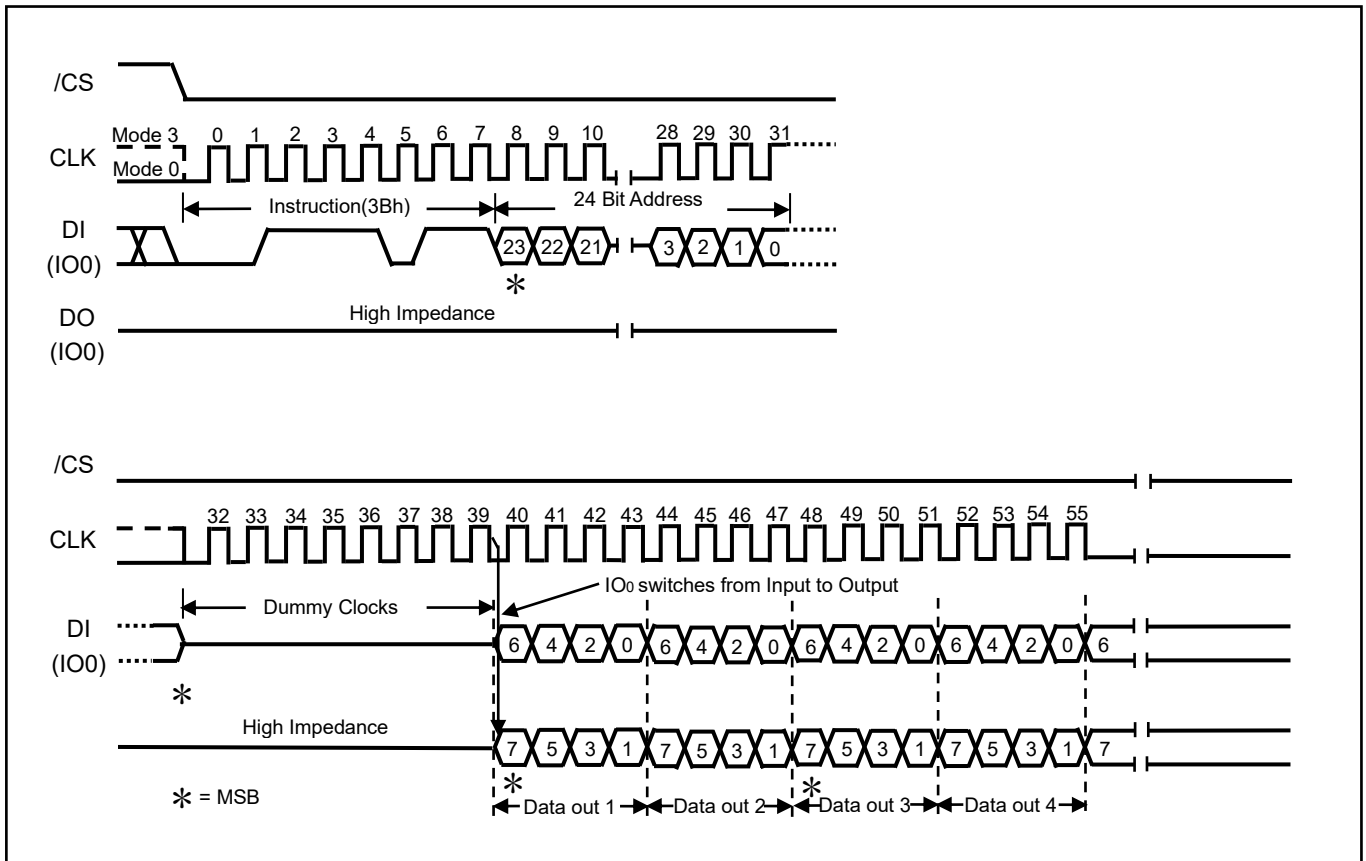 /CS
Mode 3 0 1 2 3 4 5 6 7 8 9 10 28 29 30 31
CLK
Mode 0
Instruction(3Bh) 24 Bit Address
DI
(IO0)
23 22 21 3 2 1 0
*
DO
(IO0)
High Impedance
/CS
32 33 34 35 36 37 38 39 40 41 42 43 44 45 46 47 48 49 50 51 52 53 54 55
CLK
IO0 switches from Input to Output
Dummy Clocks
DI
(IO0)
6 4 2 0 6 4 2 0 6 4 2 0 6 4 2 0 6
*
High Impedance
7 5 3 1 7 5 3 1 7 5 3 1 7 5 3 1 7
* *
* = MSB
Data out 1 Data out 2 Data out 3 Data out 4